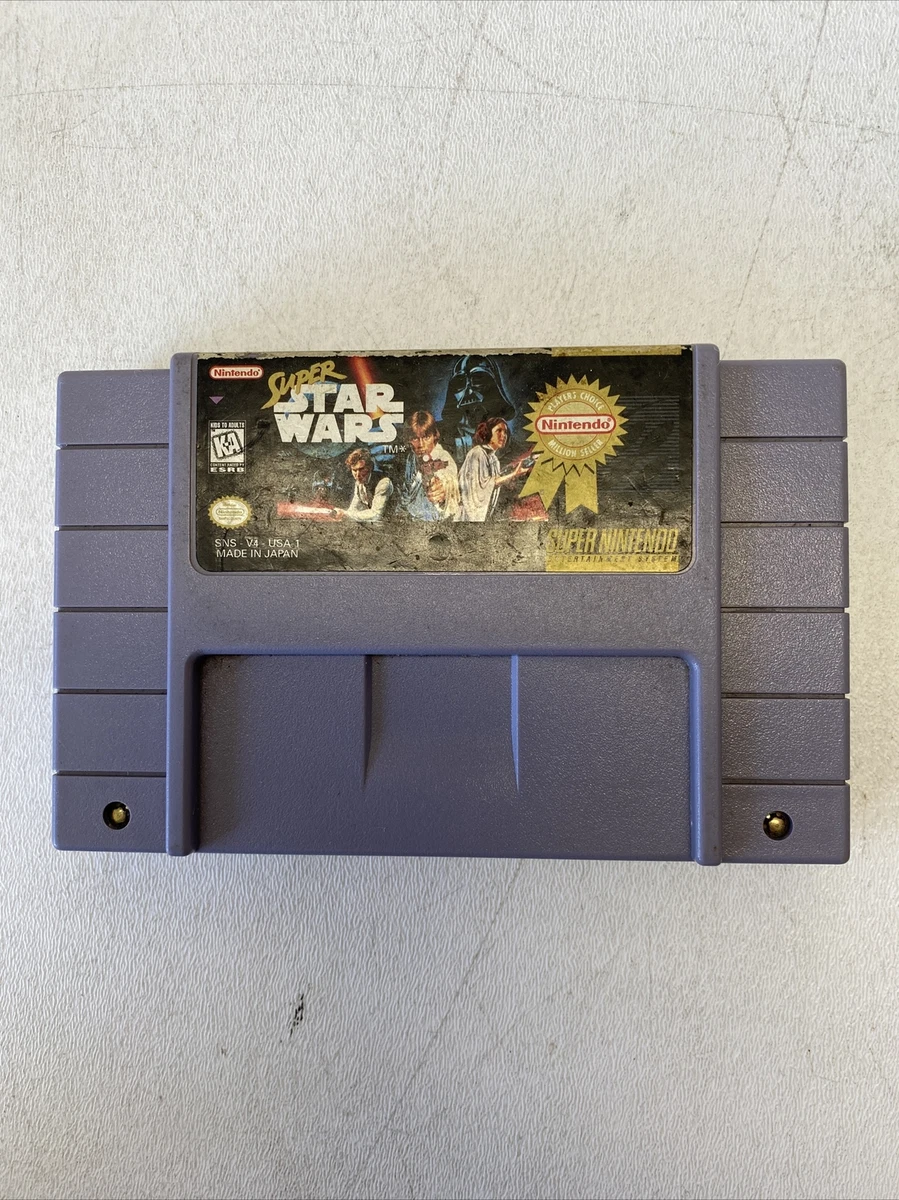 Nintendo®
SUPER
STAR
WARS
TM*
KIDS TO ADULTS
K-A
ESRB
PLAYER'S CHOICE
Nintendo®
MILLION SELLER
Nintendo
SNS - V4 - USA-1
MADE IN JAPAN
SUPER NINTENDO
ENTERTAINMENT SYSTEM